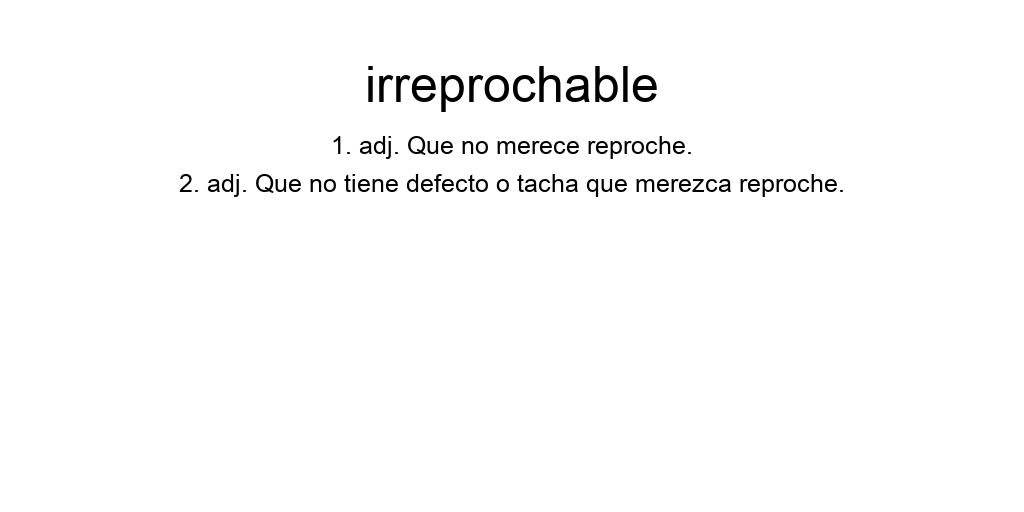 irreprochable
1. adj. Que no merece reproche.
2. adj. Que no tiene defecto o tacha que merezca reproche.